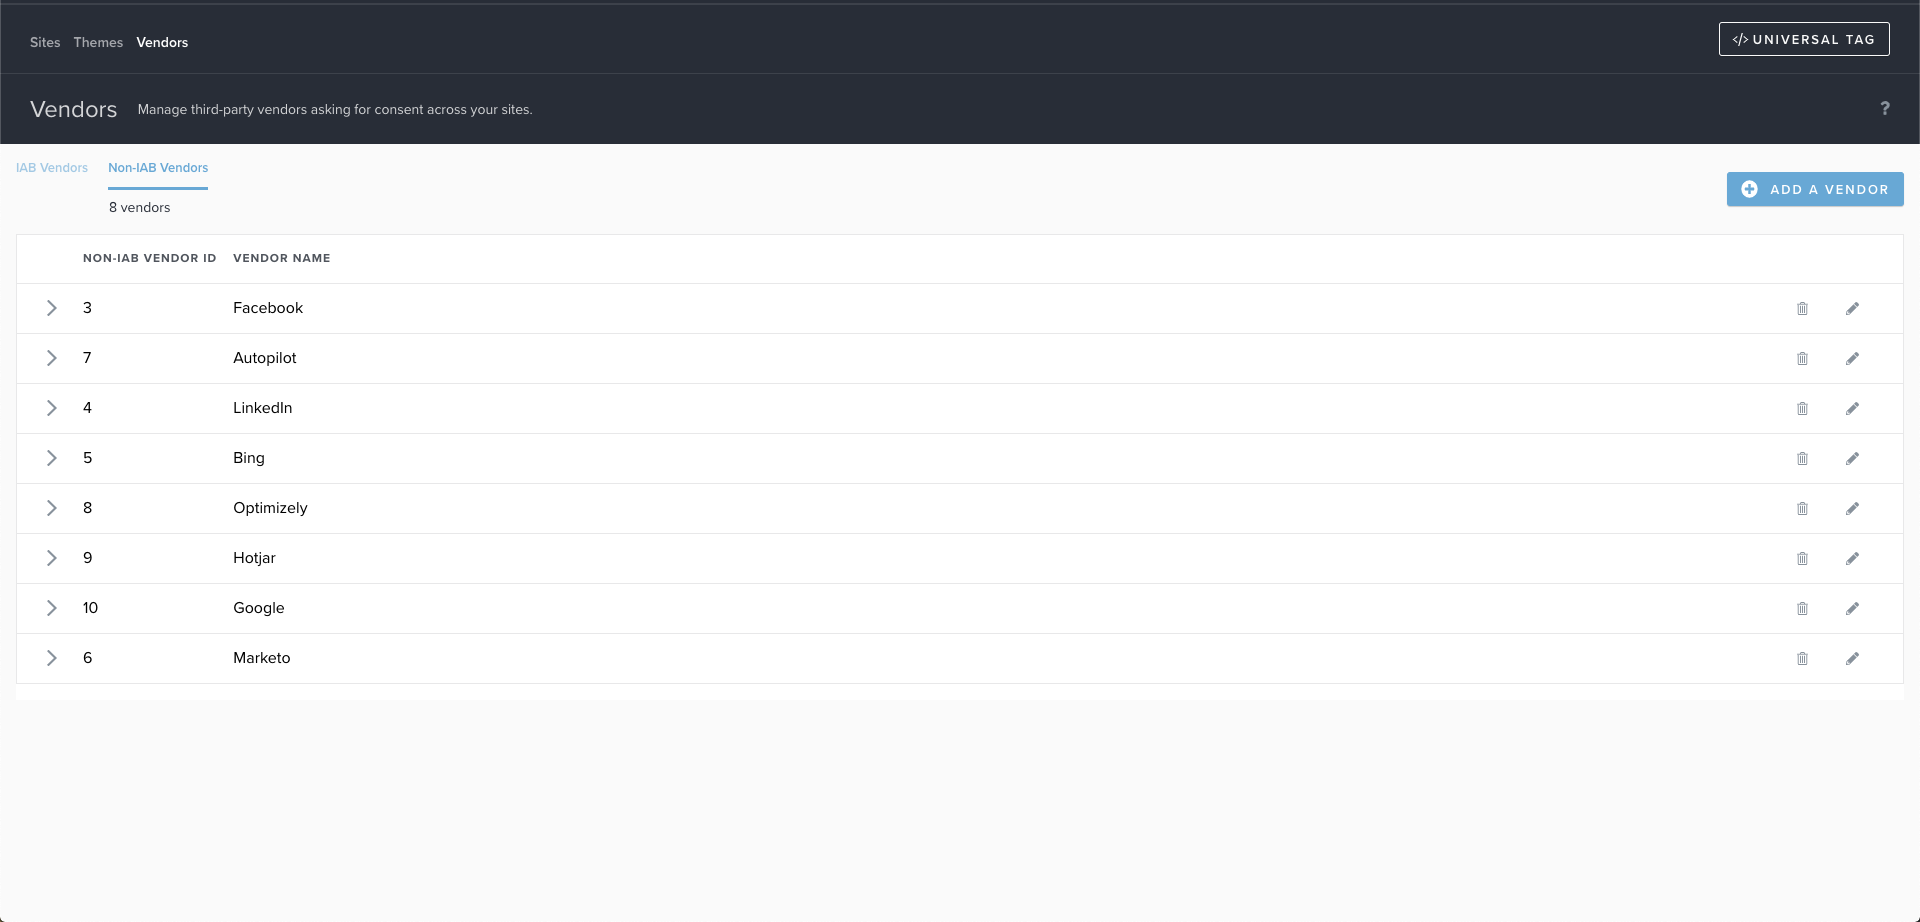 Sites Themes Vendors
</> UNIVERSAL TAG
Vendors Manage third-party vendors asking for consent across your sites.
?
IAB Vendors Non-IAB Vendors
8 vendors
ADD A VENDOR
NON-IAB VENDOR ID VENDOR NAME
3 Facebook
7 Autopilot
4 LinkedIn
5 Bing
8 Optimizely
9 Hotjar
10 Google
6 Marketo